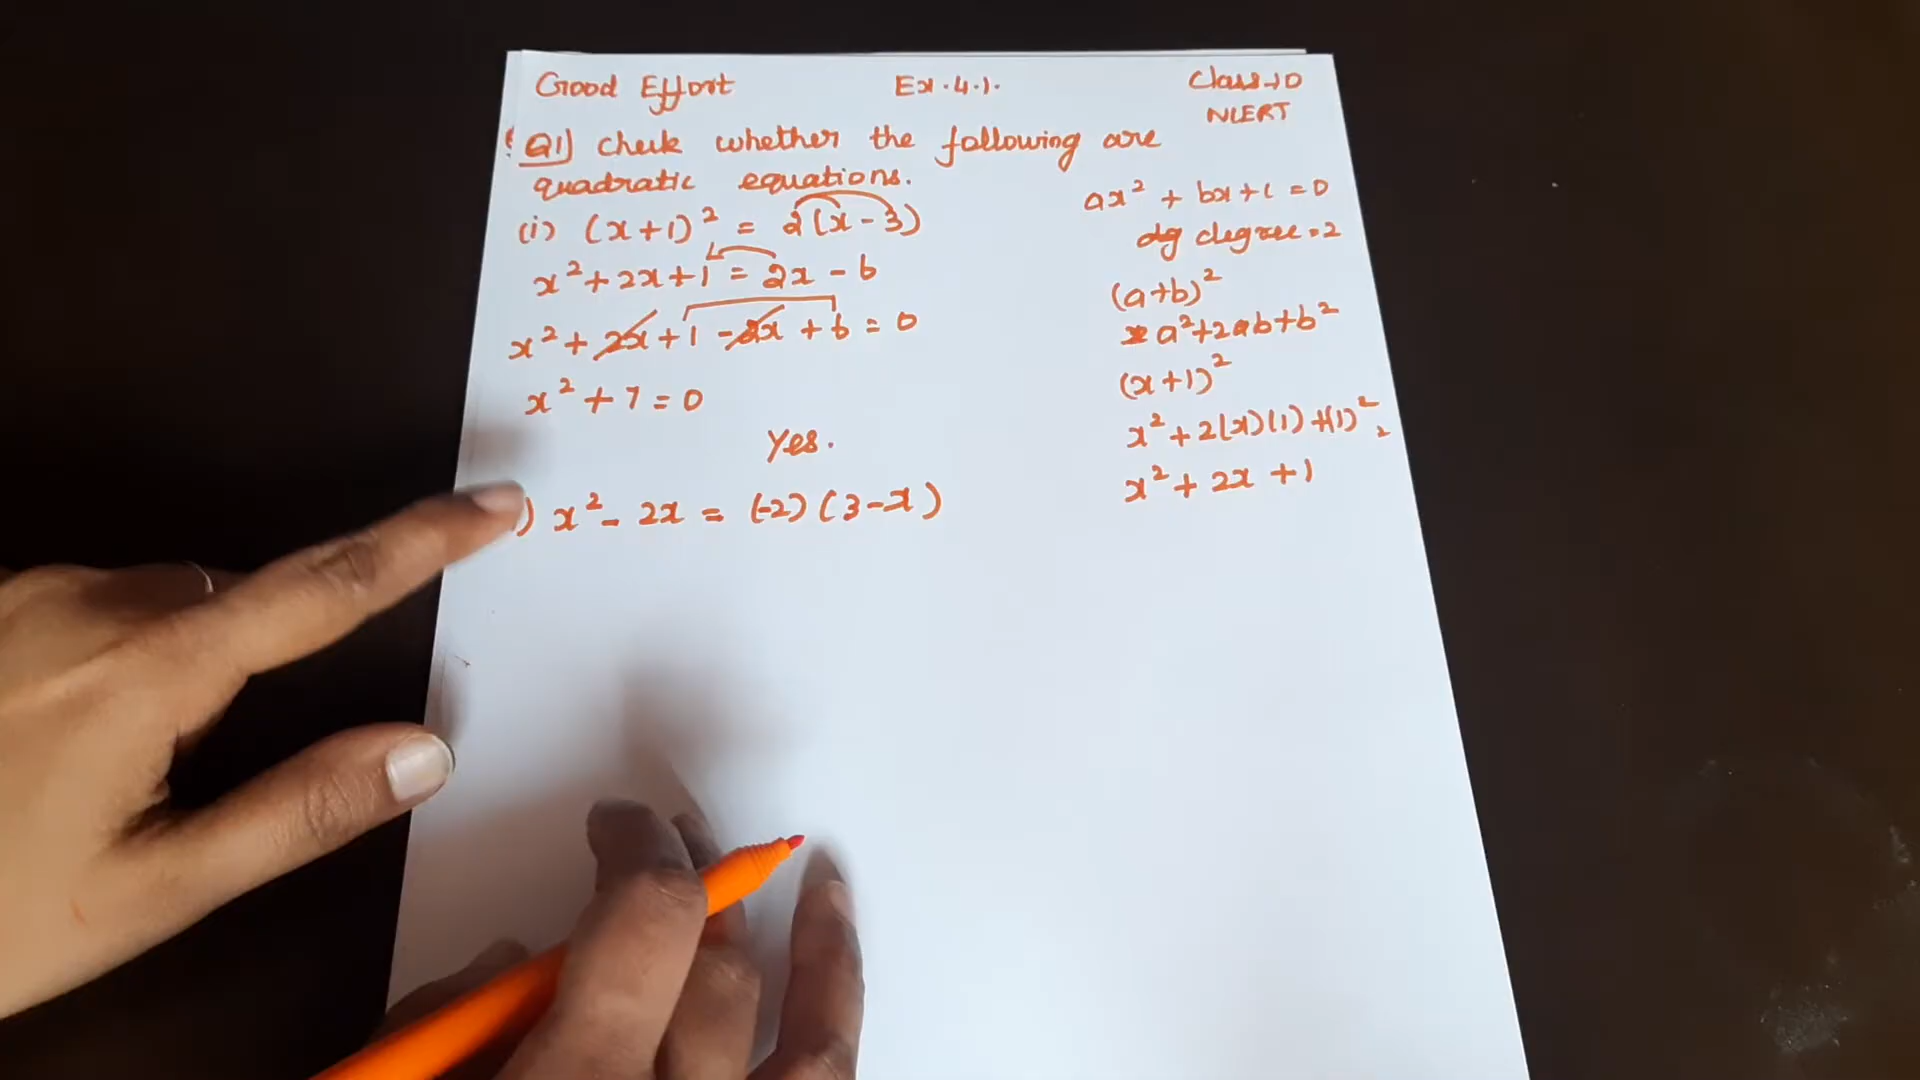 Good Effort Ex.4.1. Class-10
NCERT
Q1) Check whether the following are
quadratic equations.
(i) (x+1)² = 2(x-3)
x²+2x+1 = 2x - 6
x² + 2x + 1 - 2x + 6 = 0
x² + 7 = 0
Yes.
) x² - 2x = (-2)(3-x)
ax² + bx + c = 0
degree = 2
(a+b)²
a²+2ab+b²
(x+1)²
x²+2(x)(1)+(1)²
x² + 2x + 1